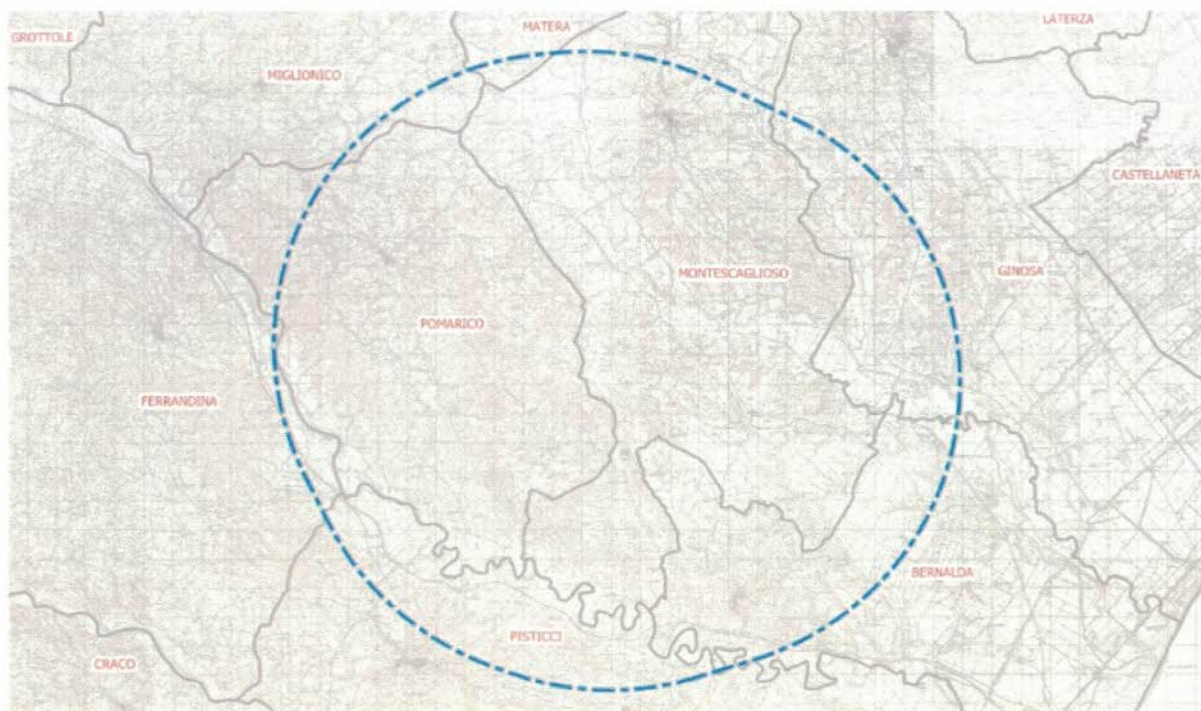 LATERZA
MATERA
GROTTOLE
MIGLIONICO
CASTELLANETA
MONTESCAGLIOSO
GINOSA
POMARICO
FERRANDINA
BERNALDA
PISTICCI
CRACO